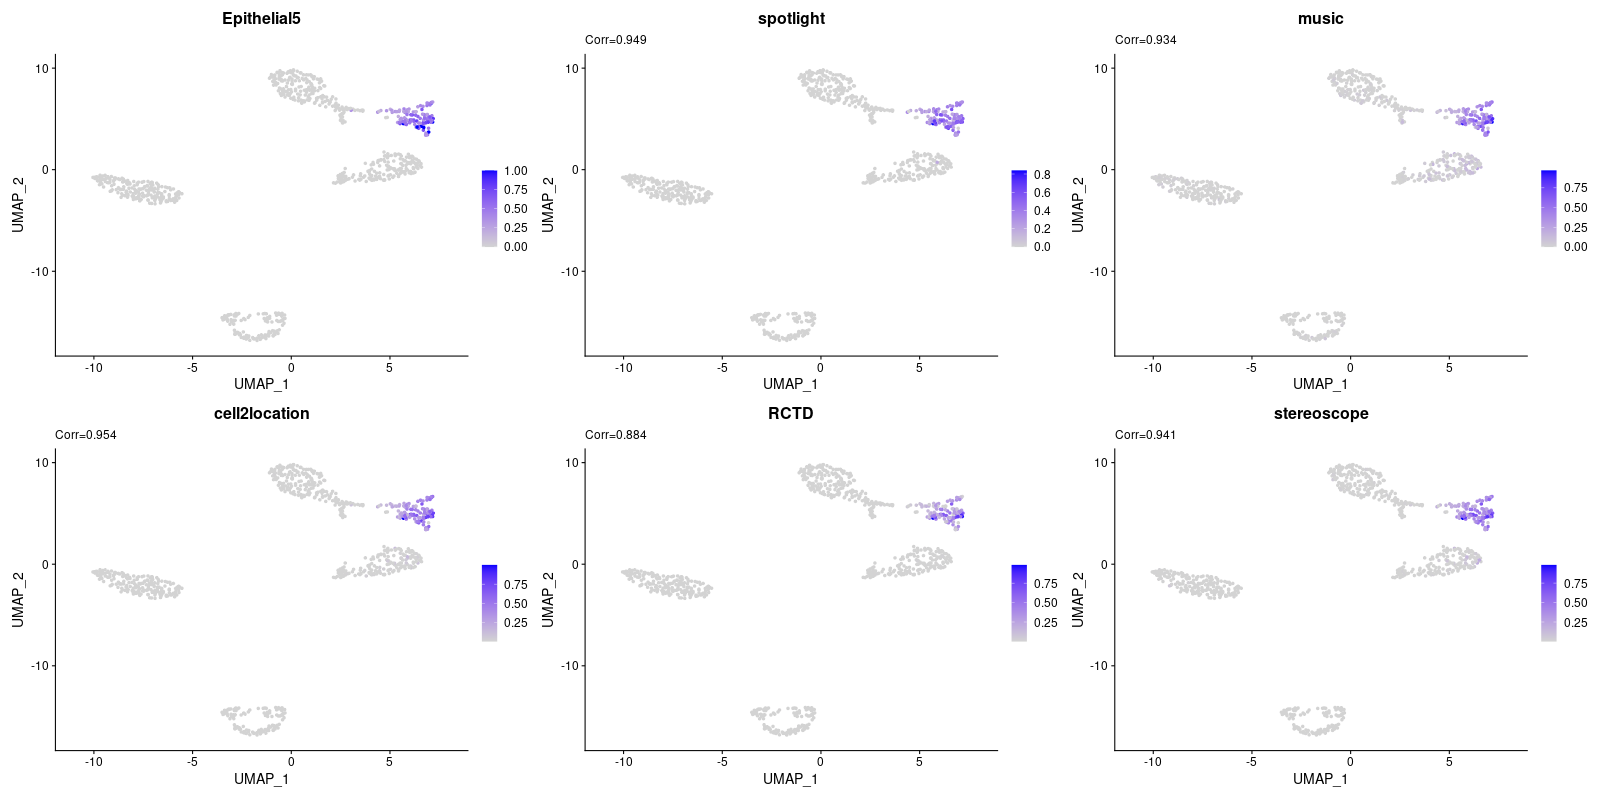 Epithelial5
10
0
-10
UMAP_2
-10
-5
0
5
UMAP_1
1.00
0.75
0.50
0.25
0.00
spotlight
Corr=0.949
10
0
-10
UMAP_2
-10
-5
0
5
UMAP_1
0.8
0.6
0.4
0.2
0.0
music
Corr=0.934
10
0
-10
UMAP_2
-10
-5
0
5
UMAP_1
0.75
0.50
0.25
0.00
cell2location
Corr=0.954
10
0
-10
UMAP_2
-10
-5
0
5
UMAP_1
0.75
0.50
0.25
RCTD
Corr=0.884
10
0
-10
UMAP_2
-10
-5
0
5
UMAP_1
0.75
0.50
0.25
stereoscope
Corr=0.941
10
0
-10
UMAP_2
-10
-5
0
5
UMAP_1
0.75
0.50
0.25